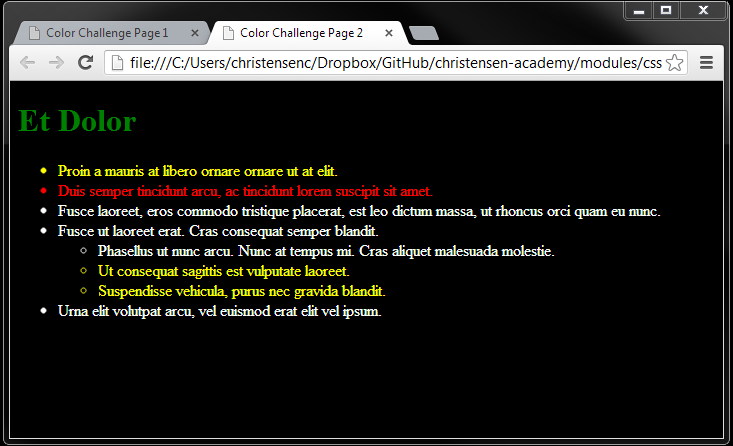 Color Challenge Page 1
Color Challenge Page 2
file:///C:/Users/christensenc/Dropbox/GitHub/christensen-academy/modules/css
Et Dolor
Proin a mauris at libero ornare ornare ut at elit.
Duis semper tincidunt arcu, ac tincidunt lorem suscipit sit amet.
Fusce laoreet, eros commodo tristique placerat, est leo dictum massa, ut rhoncus orci quam eu nunc.
Fusce ut laoreet erat. Cras consequat semper blandit.
Phasellus ut nunc arcu. Nunc at tempus mi. Cras aliquet malesuada molestie.
Ut consequat sagittis est vulputate laoreet.
Suspendisse vehicula, purus nec gravida blandit.
Urna elit volutpat arcu, vel euismod erat elit vel ipsum.